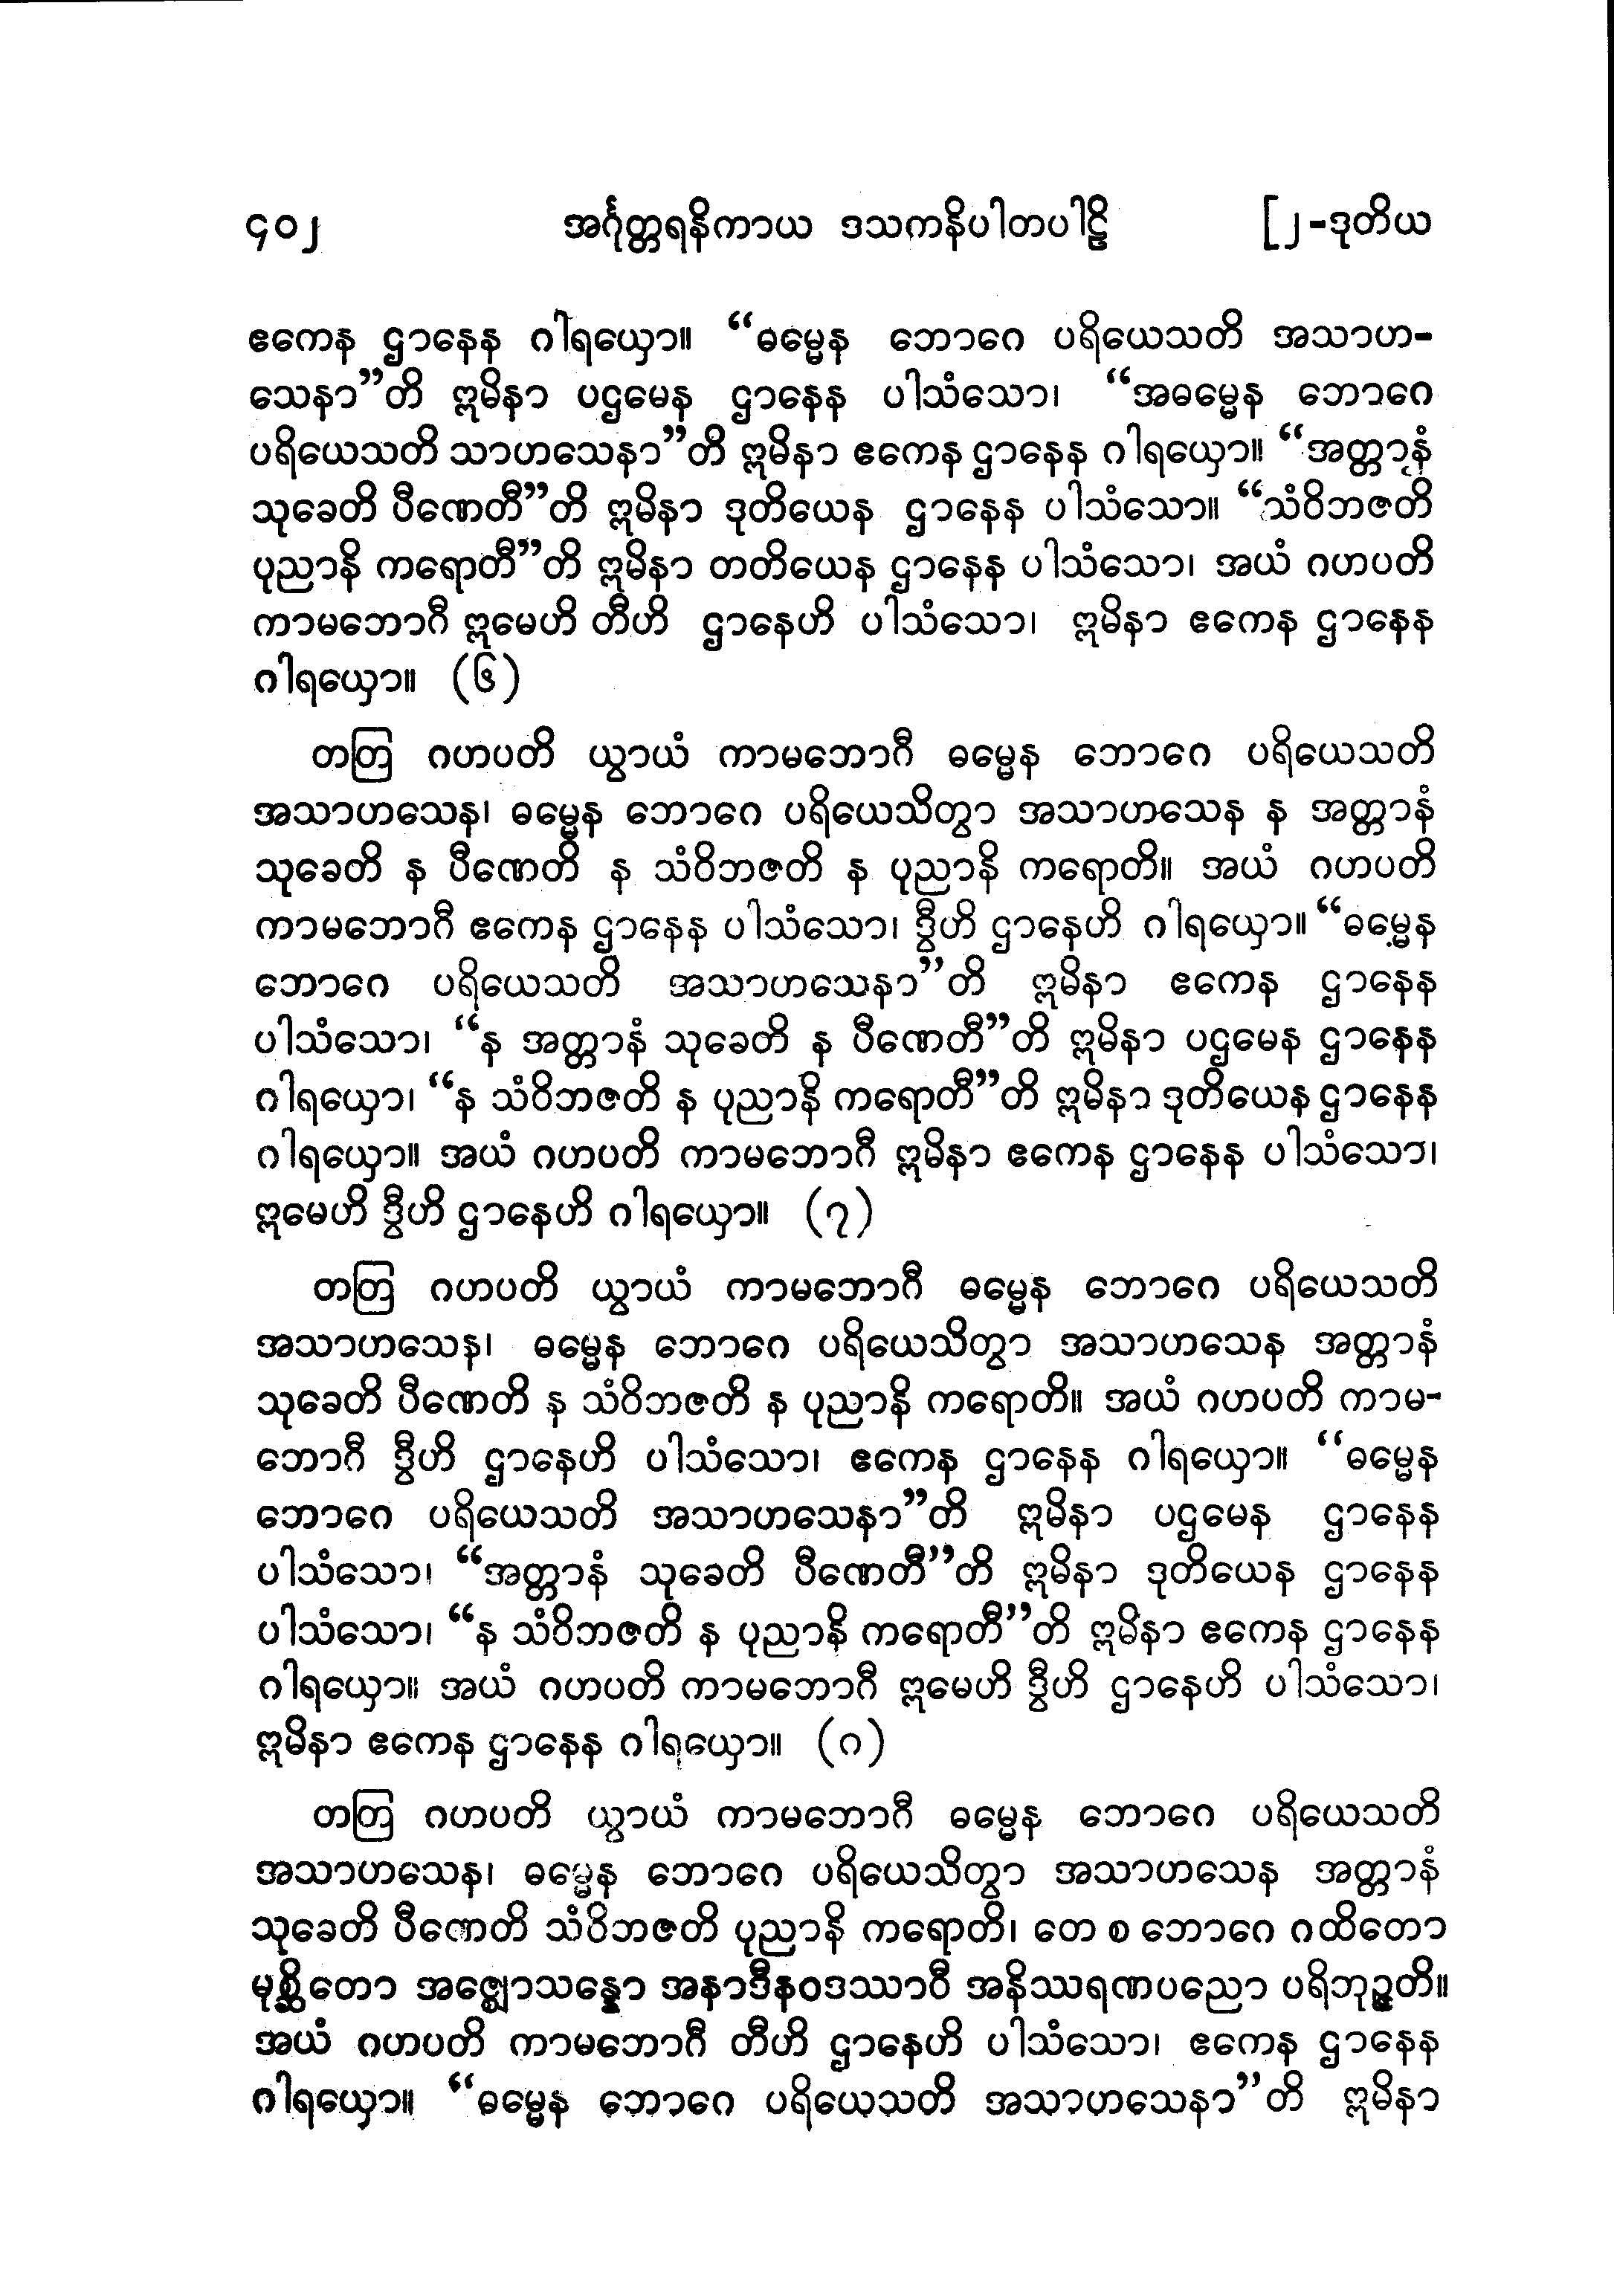 ၄၀၂ အင်္ဂုတ္တရနိကာယ ဒသကနိပါတပါဠိ [၂-ဒုတိယ
ဧကေန ဌာနေန ဂါရယှော။ “ဓမ္မေန ဘောဂေ ပရိယေသတိ အသာဟ-
သေနာ”တိ ဣမိနာ ပဌမေန ဌာနေန ပါသံသော၊ “အဓမ္မေန ဘောဂေ
ပရိယေသတိ သာဟသေနာ”တိ ဣမိနာ ဧကေန ဌာနေန ဂါရယှော။ “အတ္တာနံ
သုခေတိ ပီဏေတီ”တိ ဣမိနာ ဒုတိယေန ဌာနေန ပါသံသော။ “သံဝိဘဇတိ
ပုညာနိ ကရောတီ”တိ ဣမိနာ တတိယေန ဌာနေန ပါသံသော၊ အယံ ဂဟပတိ
ကာမဘောဂီ ဣမေဟိ တီဟိ ဌာနေဟိ ပါသံသော၊ ဣမိနာ ဧကေန ဌာနေန
ဂါရယှော။ (၆)
တတြ ဂဟပတိ ယွာယံ ကာမဘောဂီ ဓမ္မေန ဘောဂေ ပရိယေသတိ
အသာဟသေန၊ ဓမ္မေန ဘောဂေ ပရိယေသိတွာ အသာဟသေန န အတ္တာနံ
သုခေတိ န ပီဏေတိ န သံဝိဘဇတိ န ပုညာနိ ကရောတိ။ အယံ ဂဟပတိ
ကာမဘောဂီ ဧကေန ဌာနေန ပါသံသော၊ ဒွီဟိ ဌာနေဟိ ဂါရယှော။ “ဓမ္မေန
ဘောဂေ ပရိယေသတိ အသာဟသေနာ”တိ ဣမိနာ ဧကေန ဌာနေန
ပါသံသော၊ “န အတ္တာနံ သုခေတိ န ပီဏေတီ”တိ ဣမိနာ ပဌမေန ဌာနေန
ဂါရယှော၊ “န သံဝိဘဇတိ န ပုညာနိ ကရောတီ”တိ ဣမိနာ ဒုတိယေန ဌာနေန
ဂါရယှော။ အယံ ဂဟပတိ ကာမဘောဂီ ဣမိနာ ဧကေန ဌာနေန ပါသံသော၊
ဣမေဟိ ဒွီဟိ ဌာနေဟိ ဂါရယှော။ (၇)
တတြ ဂဟပတိ ယွာယံ ကာမဘောဂီ ဓမ္မေန ဘောဂေ ပရိယေသတိ
အသာဟသေန၊ ဓမ္မေန ဘောဂေ ပရိယေသိတွာ အသာဟသေန အတ္တာနံ
သုခေတိ ပီဏေတိ န သံဝိဘဇတိ န ပုညာနိ ကရောတိ။ အယံ ဂဟပတိ ကာမ-
ဘောဂီ ဒွီဟိ ဌာနေဟိ ပါသံသော၊ ဧကေန ဌာနေန ဂါရယှော။ “ဓမ္မေန
ဘောဂေ ပရိယေသတိ အသာဟသေနာ”တိ ဣမိနာ ပဌမေန ဌာနေန
ပါသံသော၊ “အတ္တာနံ သုခေတိ ပီဏေတီ”တိ ဣမိနာ ဒုတိယေန ဌာနေန
ပါသံသော၊ “န သံဝိဘဇတိ န ပုညာနိ ကရောတီ”တိ ဣမိနာ ဧကေန ဌာနေန
ဂါရယှော။ အယံ ဂဟပတိ ကာမဘောဂီ ဣမေဟိ ဒွီဟိ ဌာနေဟိ ပါသံသော၊
ဣမိနာ ဧကေန ဌာနေန ဂါရယှော။ (ဂ)
တတြ ဂဟပတိ ယွာယံ ကာမဘောဂီ ဓမ္မေန ဘောဂေ ပရိယေသတိ
အသာဟသေန၊ ဓမ္မေန ဘောဂေ ပရိယေသိတွာ အသာဟသေန အတ္တာနံ
သုခေတိ ပီဏေတိ သံဝိဘဇတိ ပုညာနိ ကရောတိ၊ တေ စ ဘောဂေ ဂထိတော
မုစ္ဆိတော အဇ္ဈောသန္နော အနာဒီနဝဒဿာဝီ အနိဿရဏပညော ပရိဘုဉ္ဇတိ။
အယံ ဂဟပတိ ကာမဘောဂီ တီဟိ ဌာနေဟိ ပါသံသော၊ ဧကေန ဌာနေန
ဂါရယှော။ “ဓမ္မေန ဘောဂေ ပရိယေသတိ အသာဟသေနာ”တိ ဣမိနာ